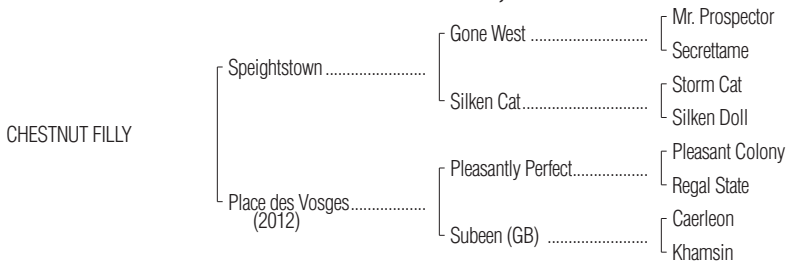 Mr. Prospector
Gone West ..........................
Secrettame
Speightstown ........................
Storm Cat
Silken Cat..........................
Silken Doll
CHESTNUT FILLY
Pleasant Colony
Pleasantly Perfect...................
Regal State
Place des Vosges..................
(2012)
Caerleon
Subeen (GB) ......................
Khamsin